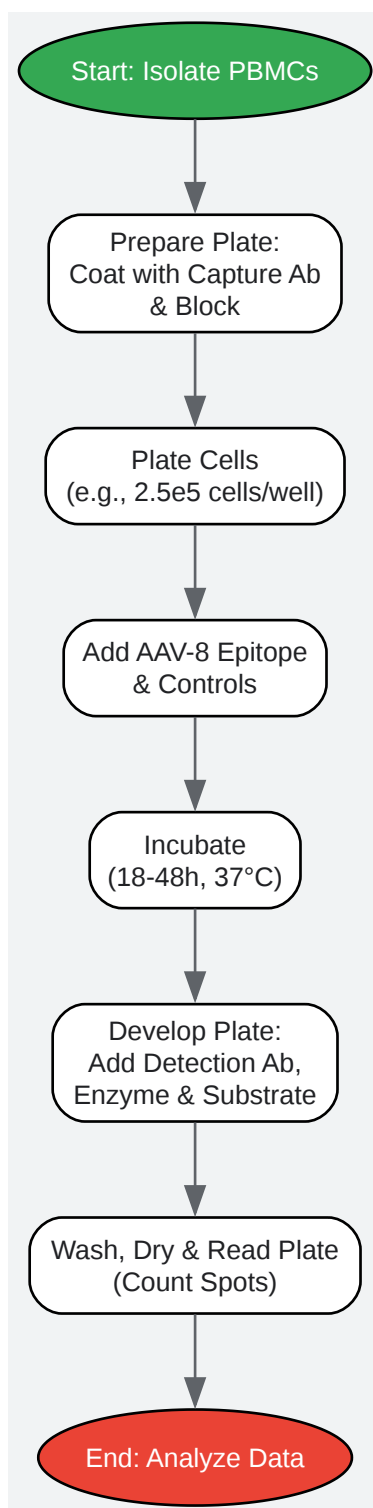 Start: Isolate PBMCs
Prepare Plate:
Coat with Capture Ab
& Block
Plate Cells
(e.g., 2.5e5 cells/well)
Add AAV-8 Epitope
& Controls
Incubate
(18-48h, 37°C)
Develop Plate:
Add Detection Ab,
Enzyme & Substrate
Wash, Dry & Read Plate
(Count Spots)
End: Analyze Data